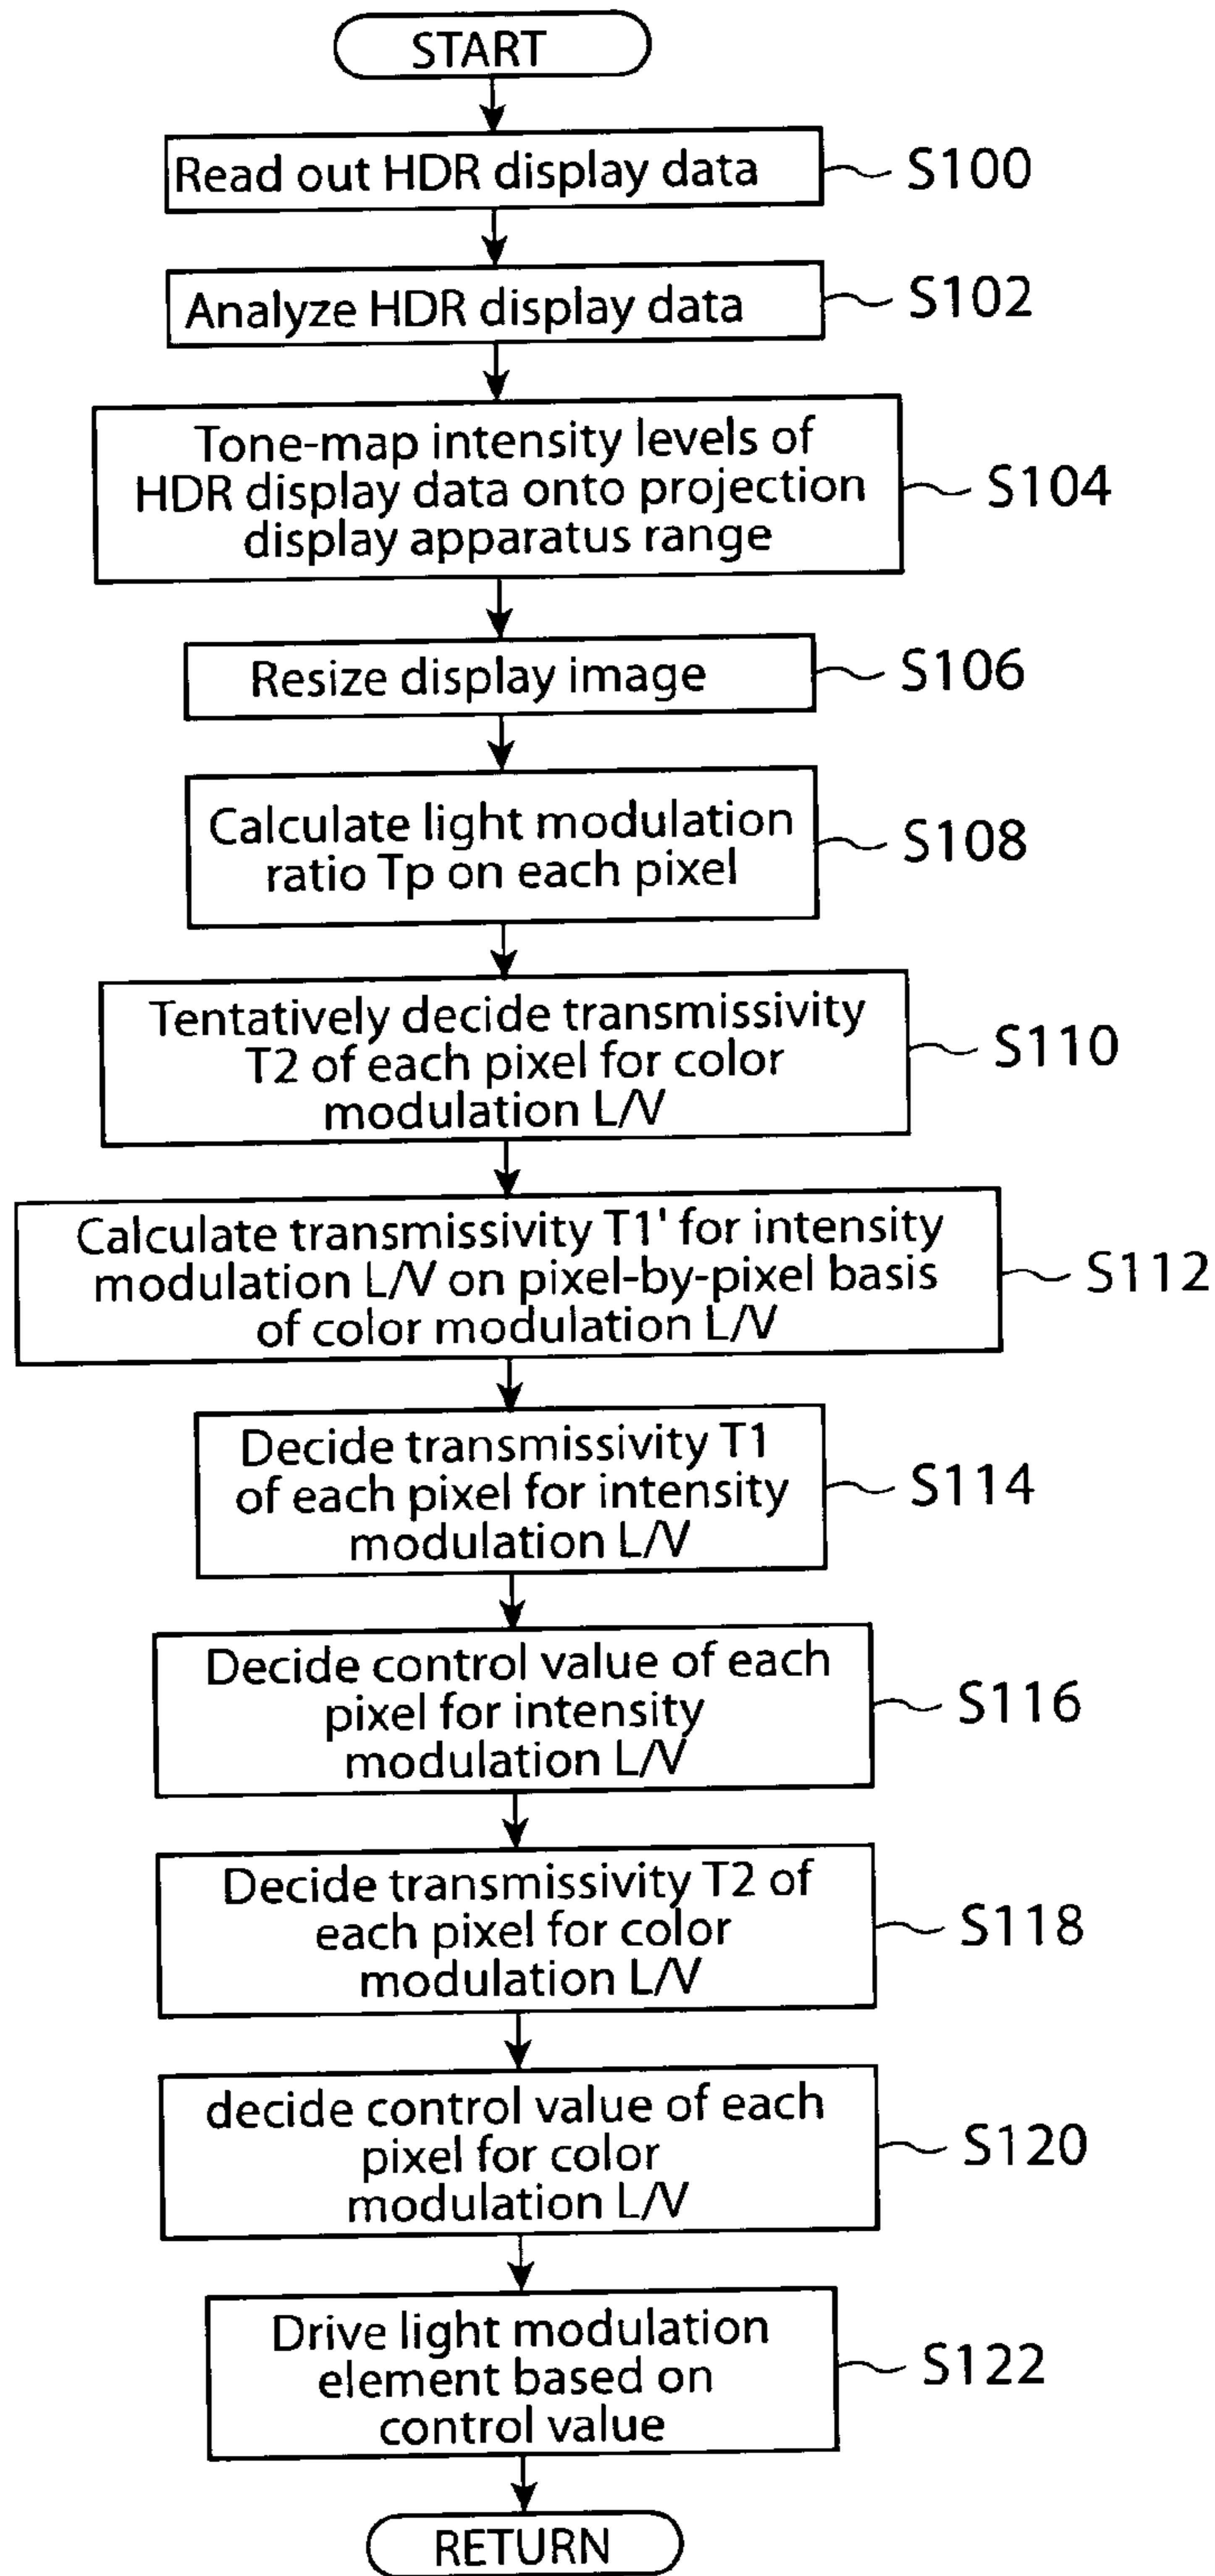 START
Read out HDR display data
S100
Analyze HDR display data
S102
Tone-map intensity levels of
HDR display data onto projection
display apparatus range
S104
Resize display image
S106
Calculate light modulation
ratio Tp on each pixel
S108
Tentatively decide transmissivity
T2 of each pixel for color
modulation L/V
S110
Calculate transmissivity T1' for intensity
modulation L/V on pixel-by-pixel basis
of color modulation L/V
S112
Decide transmissivity T1
of each pixel for intensity
modulation L/V
S114
Decide control value of each
pixel for intensity
modulation L/V
S116
Decide transmissivity T2 of
each pixel for color
modulation L/V
S118
decide control value of each
pixel for color
modulation L/V
S120
Drive light modulation
element based on
control value
S122
RETURN